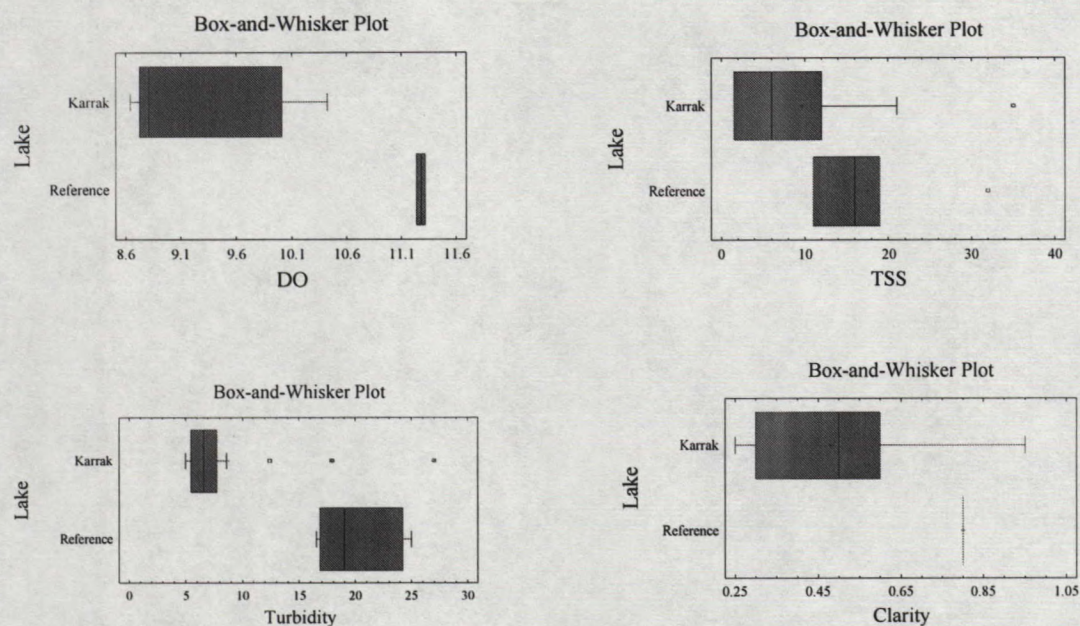 Box-and-Whisker Plot
Lake
Karrak
Reference
8.6 9.1 9.6 10.1 10.6 11.1 11.6
DO
Box-and-Whisker Plot
Lake
Karrak
Reference
0 10 20 30 40
TSS
Box-and-Whisker Plot
Lake
Karrak
Reference
0 5 10 15 20 25 30
Turbidity
Box-and-Whisker Plot
Lake
Karrak
Reference
0.25 0.45 0.65 0.85 1.05
Clarity